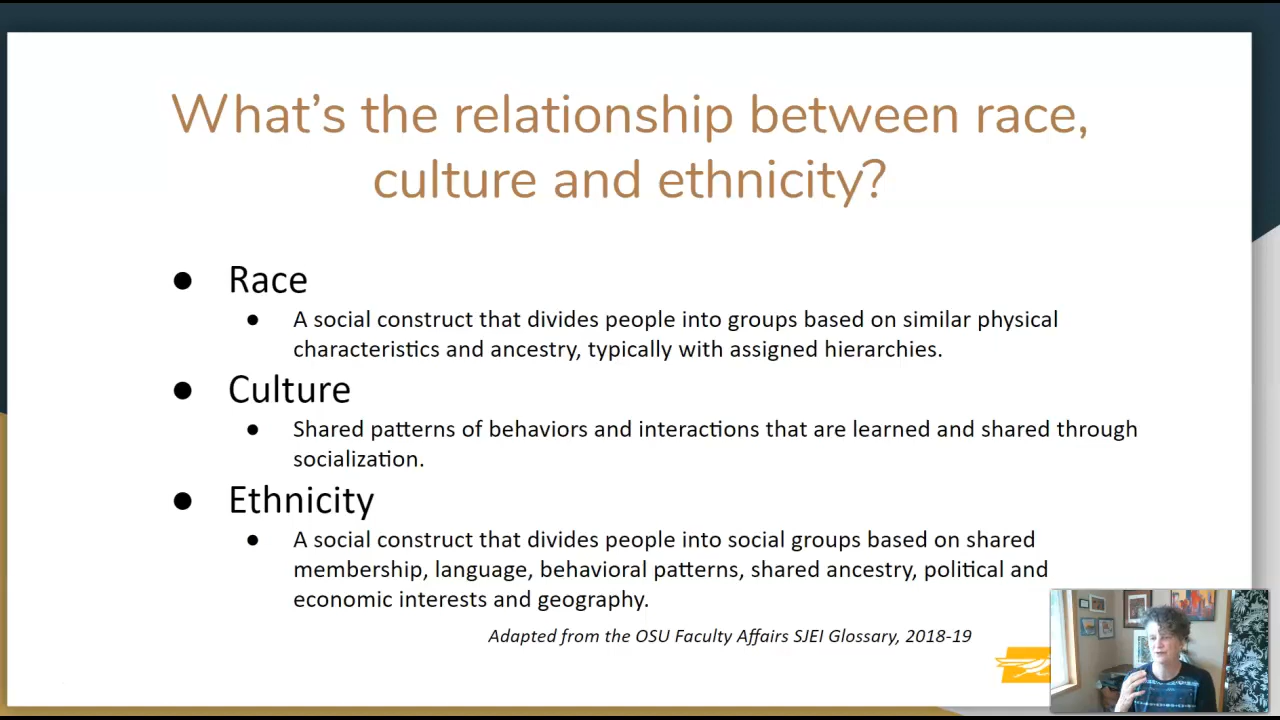 What's the relationship between race,
culture and ethnicity?
● Race
● A social construct that divides people into groups based on similar physical
characteristics and ancestry, typically with assigned hierarchies.
● Culture
● Shared patterns of behaviors and interactions that are learned and shared through
socialization.
● Ethnicity
● A social construct that divides people into social groups based on shared
membership, language, behavioral patterns, shared ancestry, political and
economic interests and geography.
Adapted from the OSU Faculty Affairs SJEI Glossary, 2018-19